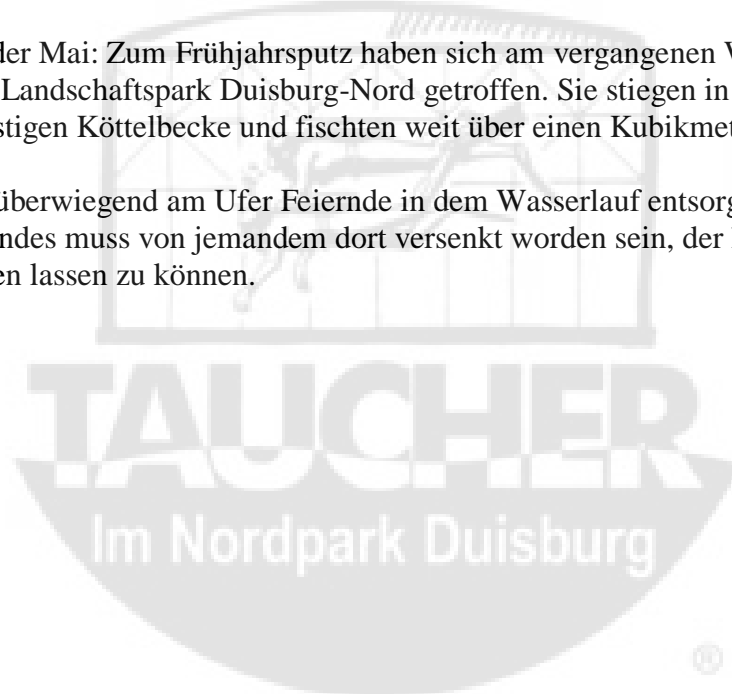 der Mai: Zum Frühjahrsputz haben sich am vergangenen
Landschaftspark Duisburg-Nord getroffen. Sie stiegen in
stigen Köttelbecke und fischten weit über einen
überwiegend am Ufer Feiernde in dem Wasserlauf
ndes muss von jemandem dort versenkt worden sein, der
en lassen zu können.
TAUCHER
Im Nordpark Duisburg
®